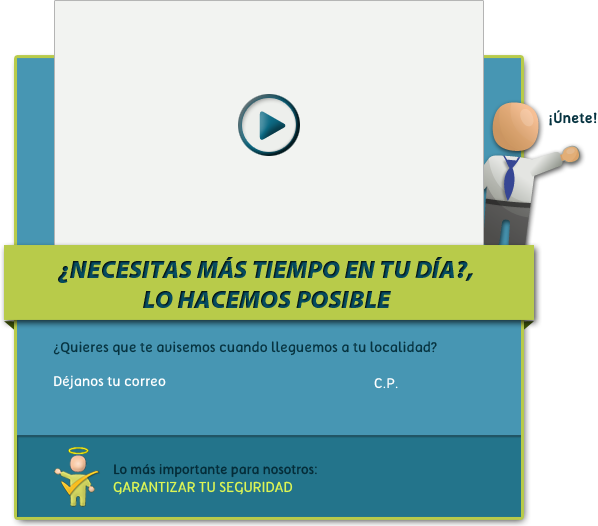 ¡Únete!
¿NECESITAS MÁS TIEMPO EN TU DÍA?,
LO HACEMOS POSIBLE
¿Quieres que te avisemos cuando lleguemos a tu localidad?
Déjanos tu correo
C.P.
Lo más importante para nosotros:
GARANTIZAR TU SEGURIDAD